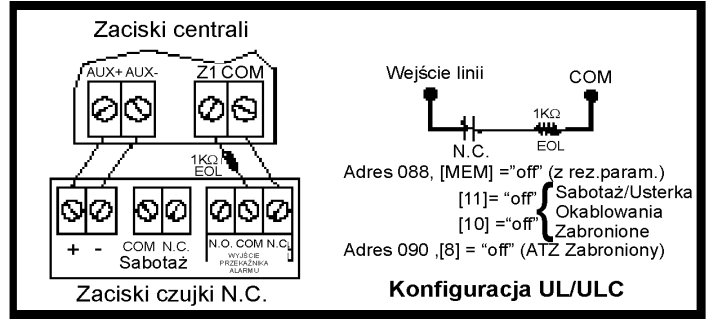 Zaciski centrali
AUX+ AUX- Z1 COM
1KΩ
EOL
+ -
COM N.C.
Sabotaż
N.O. COM N.C.
WYJŚCIE
PRZEKAŹNIKA
ALARMU
Zaciski czujki N.C.
Wejście linii COM
1KΩ
N.C. EOL
Adres 088, [MEM] ="off" (z rez.param.)
[11]= "off"
[10] ="off"
{ Sabotaż/Usterka
Okablowania
Zabronione
Adres 090 ,[8] = "off" (ATZ Zabroniony)
Konfiguracja UL/ULC